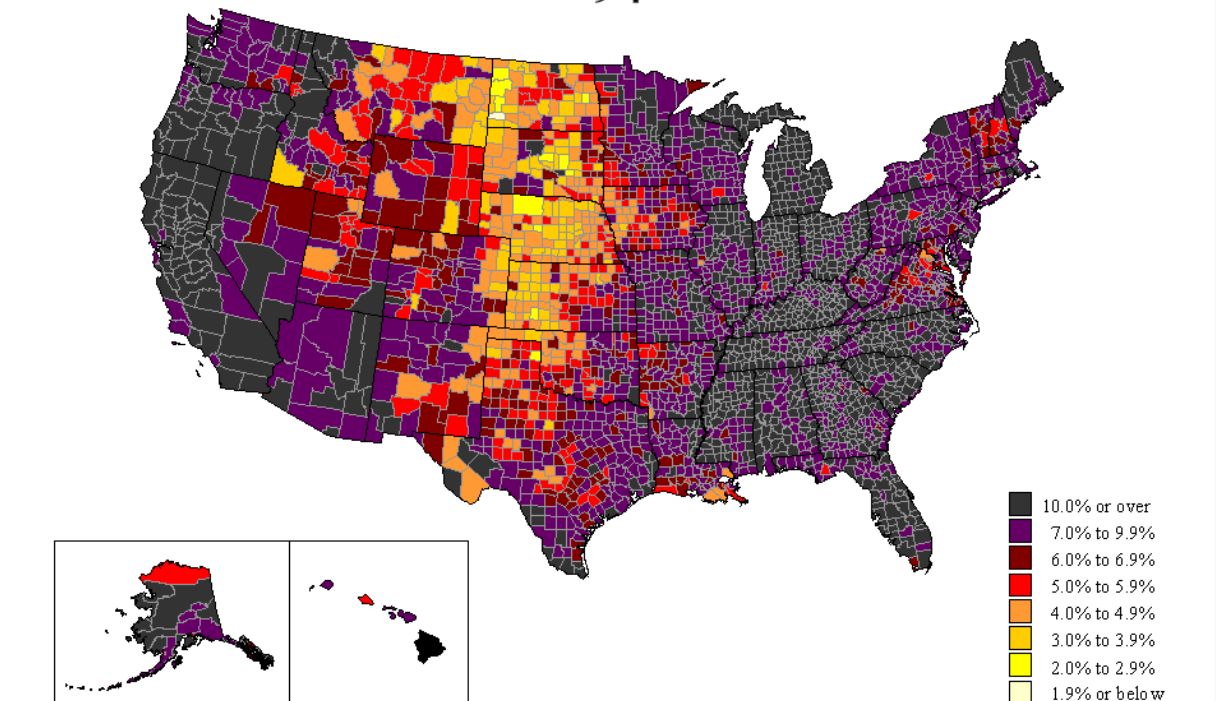 10.0% or over
7.0% to 9.9%
6.0% to 6.9%
5.0% to 5.9%
4.0% to 4.9%
3.0% to 3.9%
2.0% to 2.9%
1.9% or below